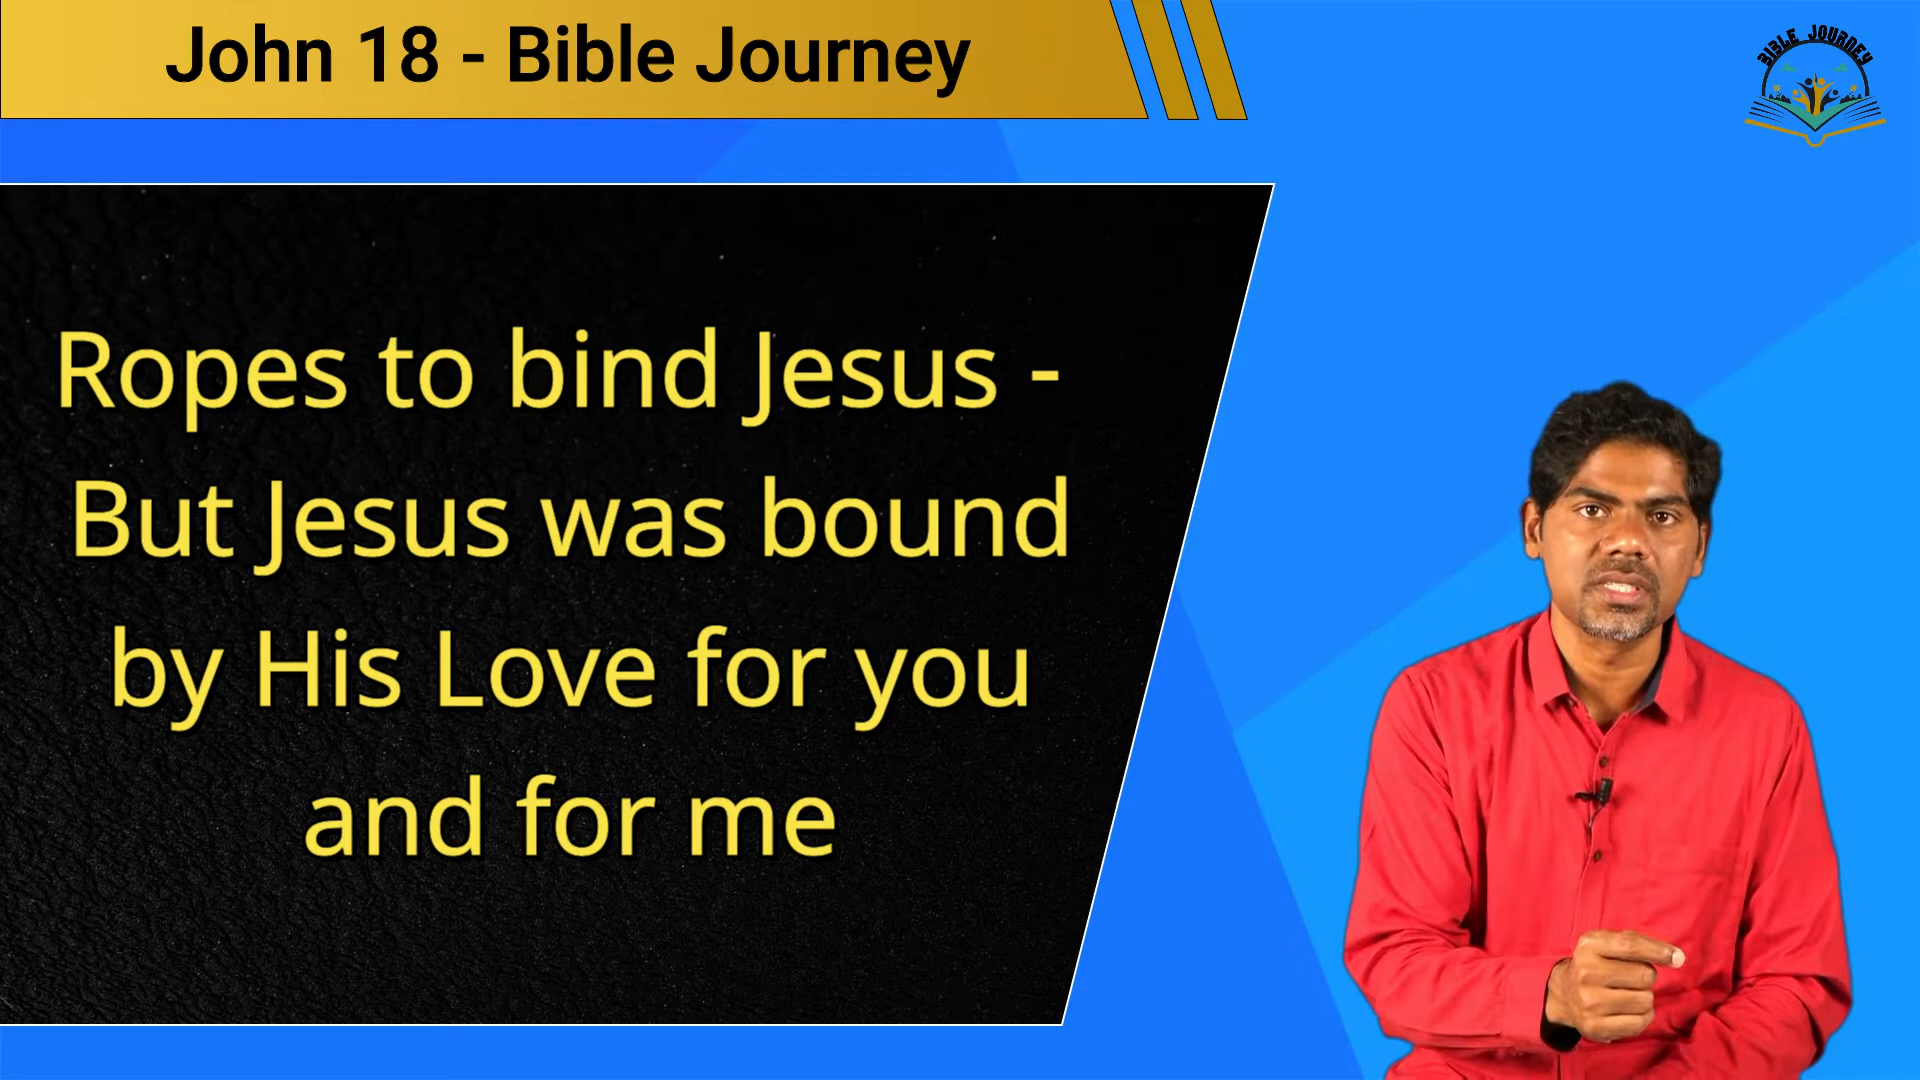 John 18 - Bible Journey
BIBLE JOURNEY
Ropes to bind Jesus -
But Jesus was bound
by His Love for you
and for me